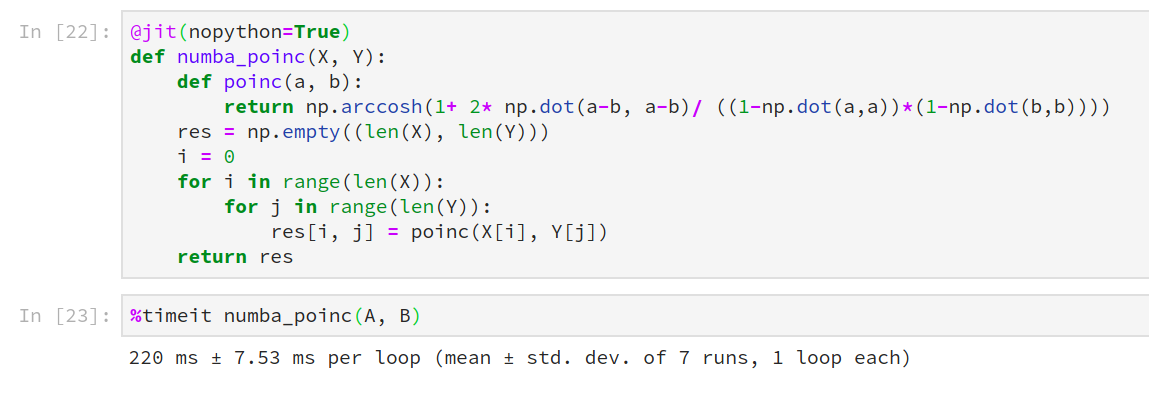 In [22]: @jit(nopython=True)
def numba_poinc(X, Y):
    def poinc(a, b):
        return np.arccosh(1+ 2* np.dot(a-b, a-b)/ ((1-np.dot(a,a))*(1-np.dot(b,b))))
    res = np.empty((len(X), len(Y)))
    i = 0
    for i in range(len(X)):
        for j in range(len(Y)):
            res[i, j] = poinc(X[i], Y[j])
    return res
In [23]: %timeit numba_poinc(A, B)
220 ms ± 7.53 ms per loop (mean ± std. dev. of 7 runs, 1 loop each)